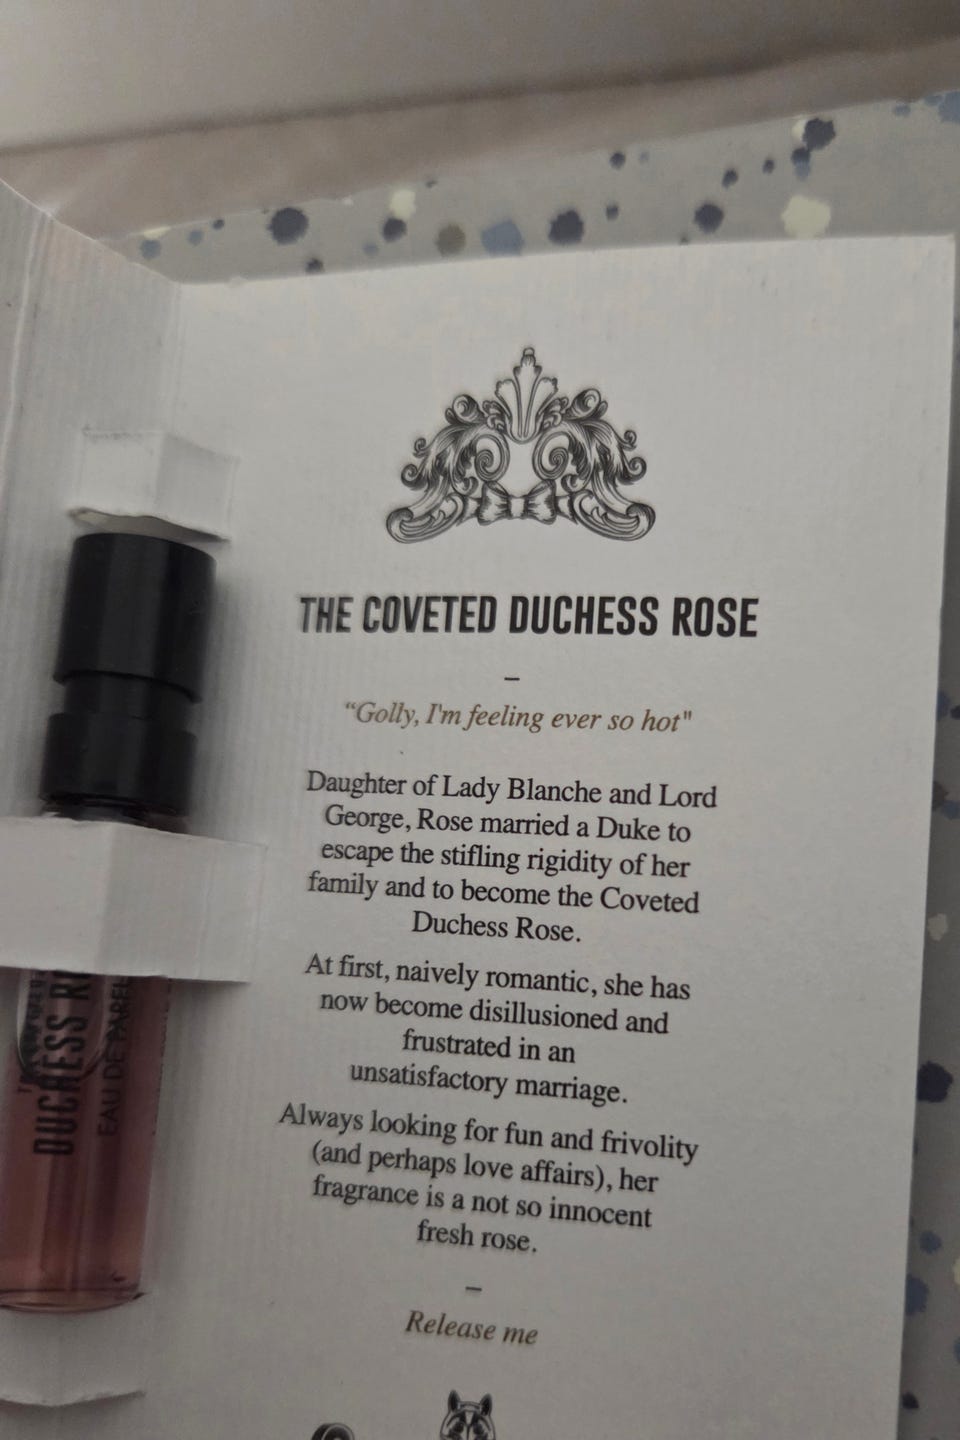 THE COVETED DUCHESS ROSE
–
“Golly, I'm feeling ever so hot"
Daughter of Lady Blanche and Lord
George, Rose married a Duke to
escape the stifling rigidity of her
family and to become the Coveted
Duchess Rose.
At first, naively romantic, she has
now become disillusioned and
frustrated in an
unsatisfactory marriage.
Always looking for fun and frivolity
(and perhaps love affairs), her
fragrance is a not so innocent
fresh rose.
–
Release me
DUCHESS
EAU DE